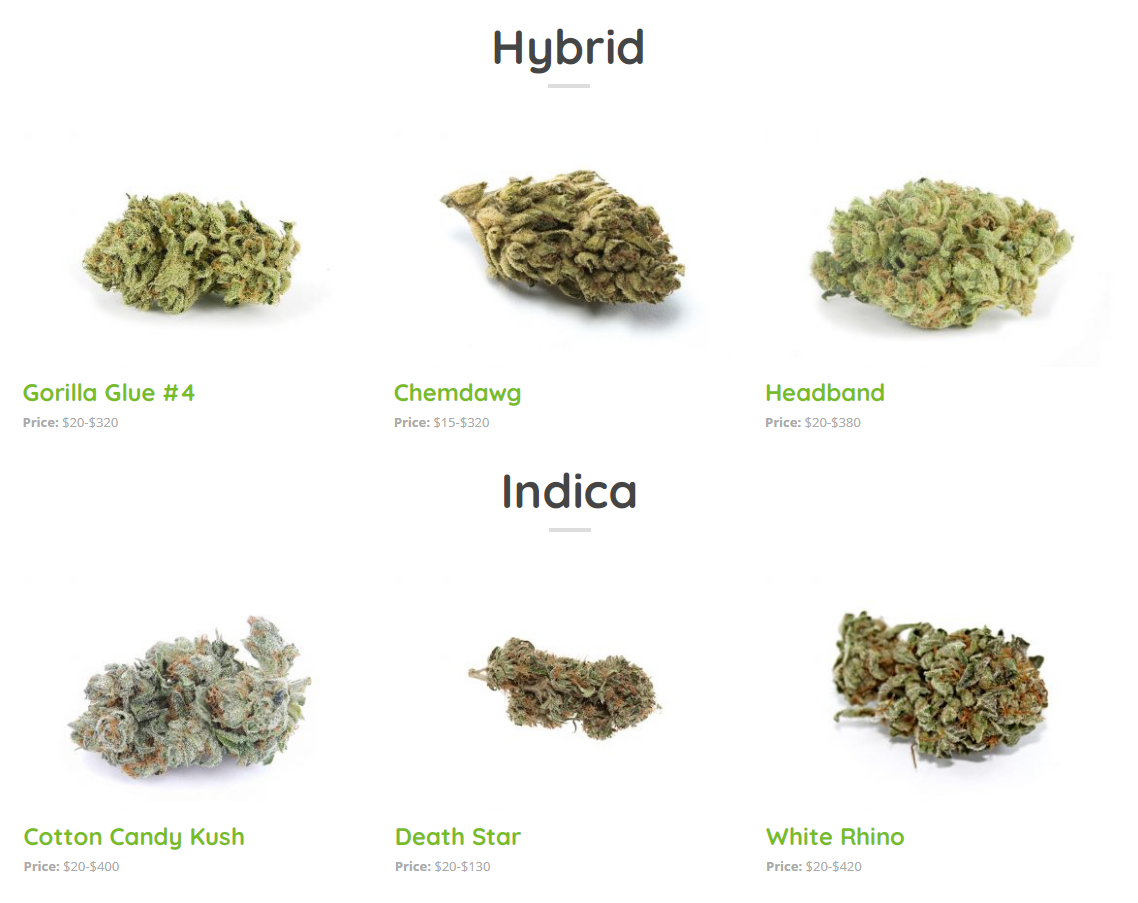 Hybrid
Gorilla Glue #4
Chemdawg
Headband
Price: $20-$320
Price: $15-$320
Price: $20-$380
Indica
Cotton Candy Kush
Death Star
White Rhino
Price: $20-$400
Price: $20-$130
Price: $20-$420